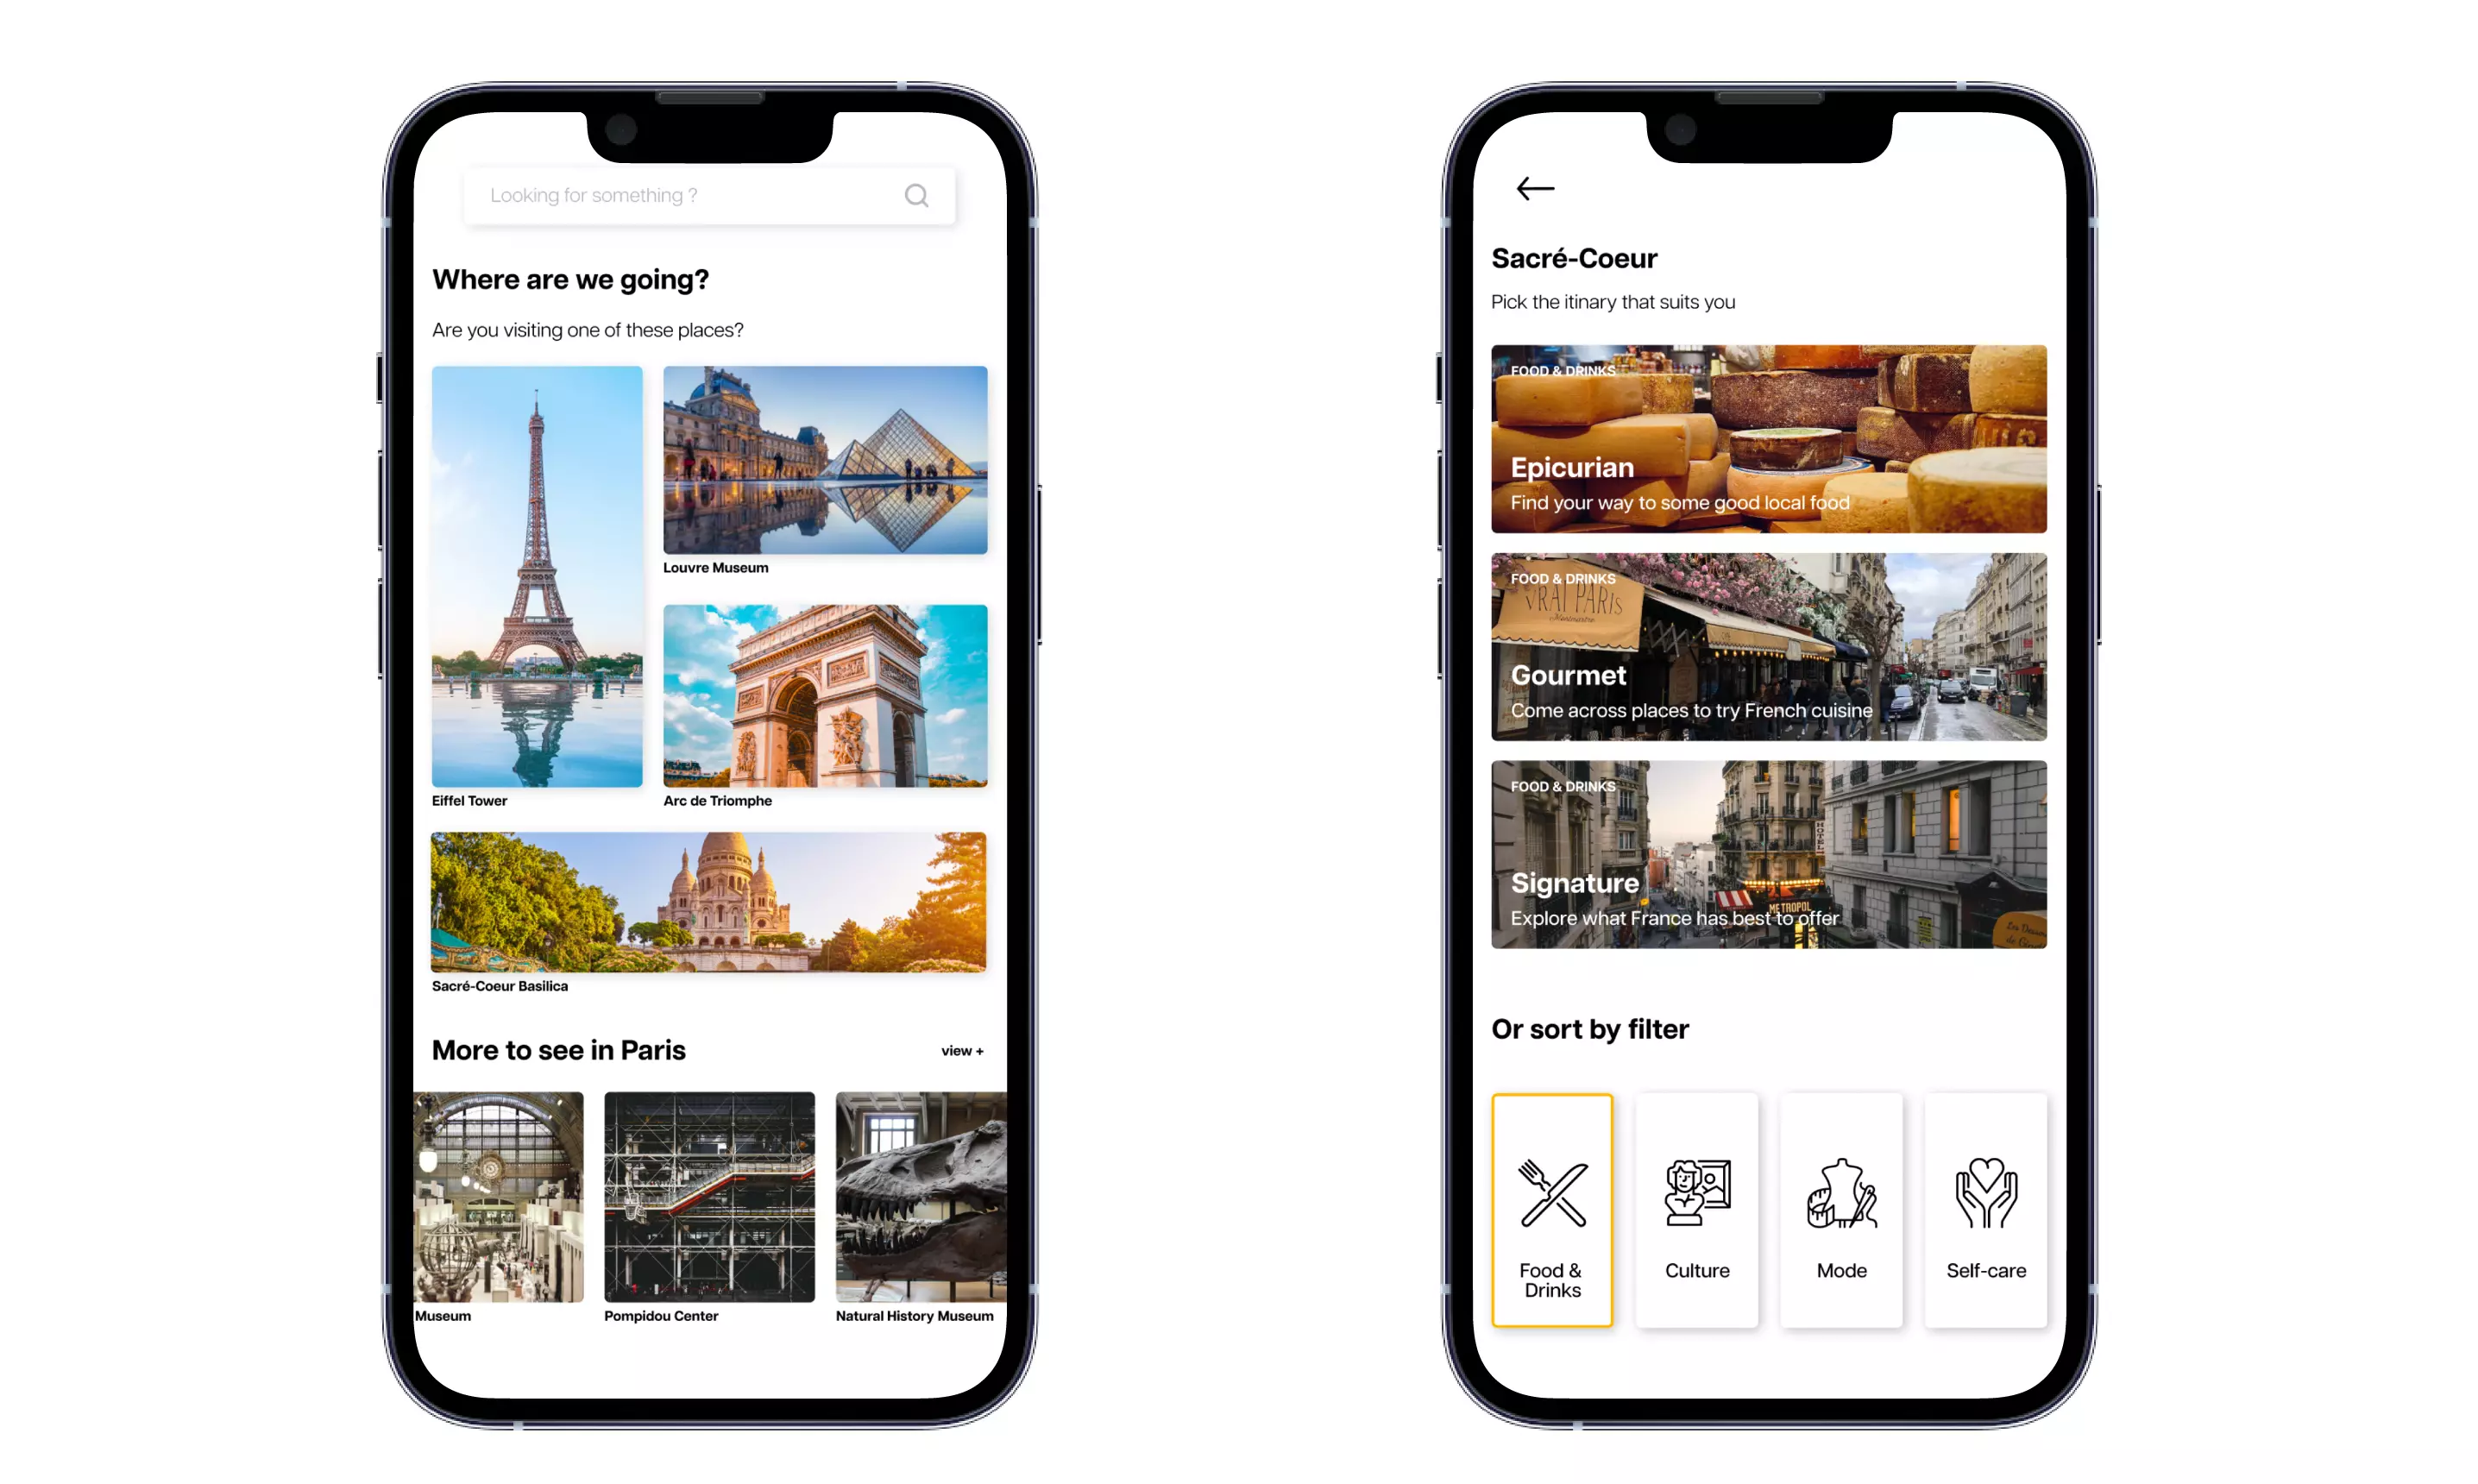 Looking for something ?
Where are we going?
Are you visiting one of these places?
Louvre Museum
Eiffel Tower
Arc de Triomphe
Sacré-Coeur Basilica
More to see in Paris
view +
Museum
Pompidou Center
Natural History Museum
Sacré-Coeur
Pick the itinary that suits you
FOOD & DRINKS
Epicurian
Find your way to some good local food
FOOD & DRINKS
VRAI PARIS
Montmartre
Gourmet
Come across places to try French cuisine
FOOD & DRINKS
HOTEL
Signature
METROPOL
Explore what France has best to offer
Or sort by filter
Food &
Drinks
Culture
Mode
Self-care